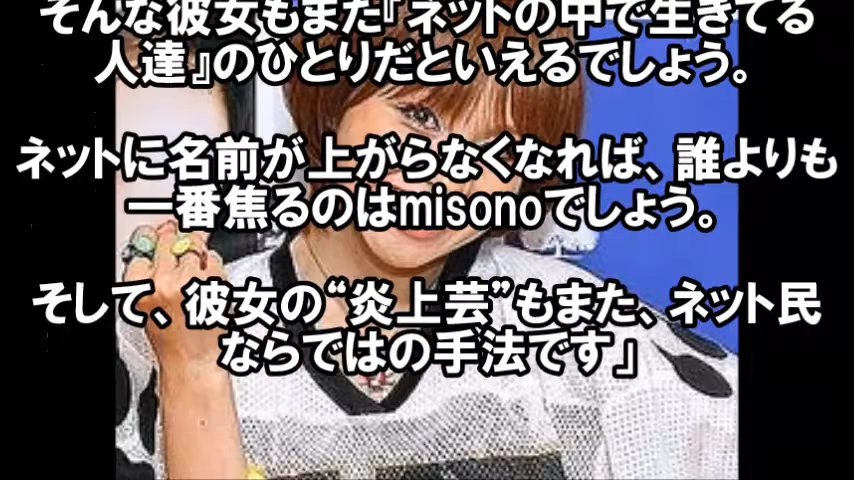 そんな彼女もまた『ネットの中で生きてる
人達』のひとりだといえるでしょう。
ネットに名前が上がらなくなれば、誰よりも
一番焦るのはmisonoでしょう。
そして、彼女の“炎上芸”もまた、ネット民
ならではの手法です」